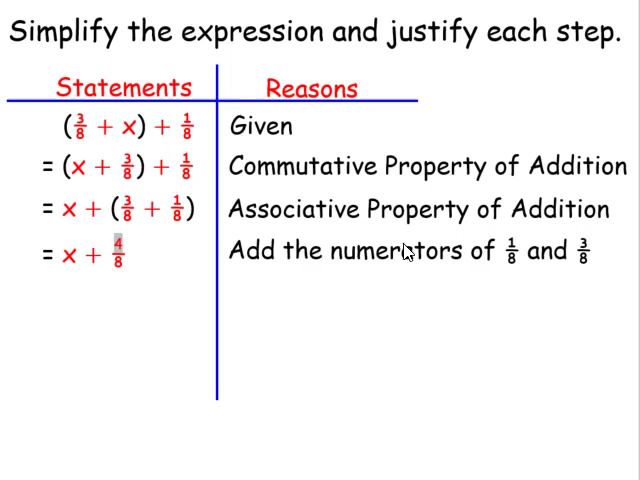 Simplify the expression and justify each step.
Statements Reasons
(3/8 + x) + 1/8 Given
= (x + 3/8) + 1/8 Commutative Property of Addition
= x + (3/8 + 1/8) Associative Property of Addition
= x + 4/8 Add the numerators of 1/8 and 3/8